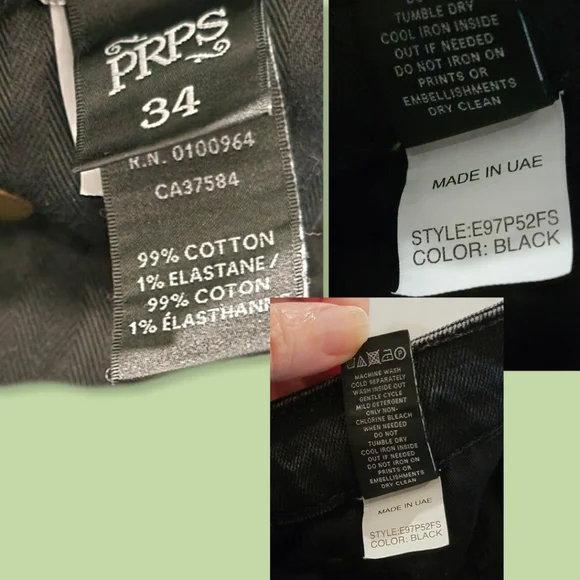 PRPS
34
R.N. 0100964
CA37584
99% COTTON
1% ELASTANE /
99% COTON
1% ÉLASTHANN
TUMBLE DRY
COOL IRON INSIDE
OUT IF NEEDED
DO NOT IRON ON
PRINTS OR
EMBELLISHMENTS
DRY CLEAN
MADE IN UAE
STYLE:E97P52FS
COLOR: BLACK
MACHINE WASH
COLD SEPARATELY
WASH INSIDE OUT
GENTLE CYCLE
MILD DETERGENT
ONLY NON-
CHLORINE BLEACH
WHEN NEEDED
DO NOT
TUMBLE DRY
COOL IRON INSIDE
OUT IF NEEDED
DO NOT IRON ON
PRINTS OR
EMBELLISHMENTS
DRY CLEAN
MADE IN UAE
STYLE:E97P52FS
COLOR: BLACK